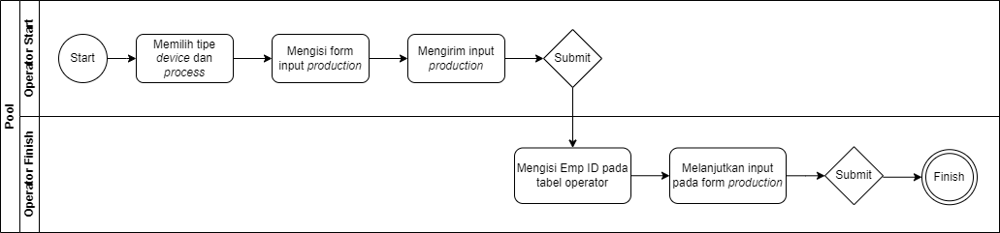 Pool
Operator Start
Start
Memilih tipe
device dan
process
Mengisi form
input production
Mengirim input
production
Submit
Operator Finish
Mengisi Emp ID pada
tabel operator
Melanjutkan input
pada form production
Submit
Finish